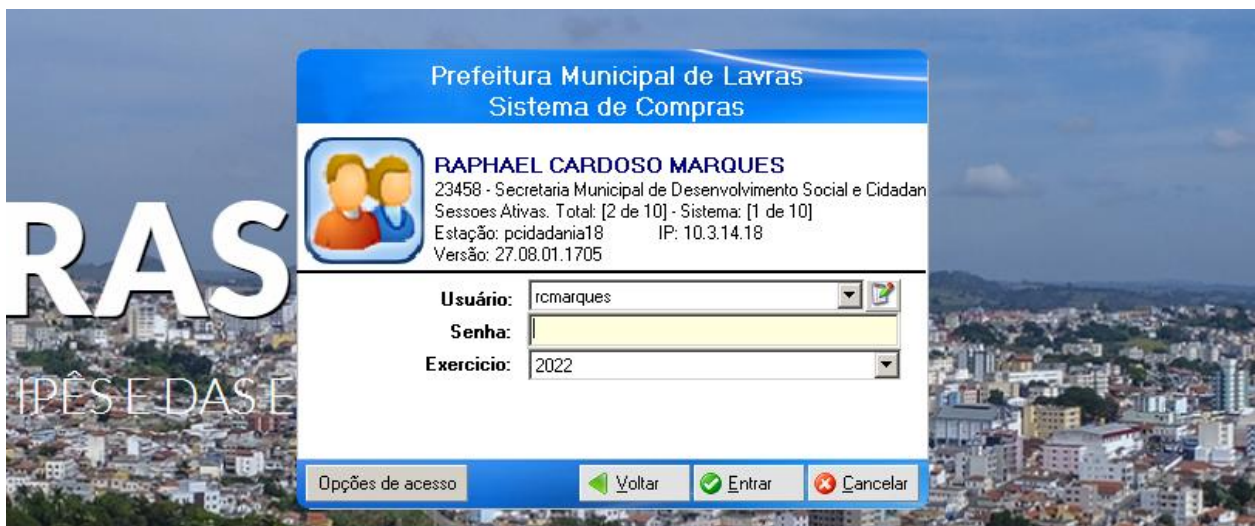 Prefeitura Municipal de Lavras
Sistema de Compras
RAPHAEL CARDOSO MARQUES
23458 - Secretaria Municipal de Desenvolvimento Social e Cidadan
Sessoes Ativas. Total: [2 de 10] - Sistema: [1 de 10]
Estação: pcidadania18 IP: 10.3.14.18
Versão: 27.08.01.1705
RAS
IPÊS E DAS E
Usuário: rcmarques
Senha:
Exercicio: 2022
Opções de acesso Voltar Entrar Cancelar